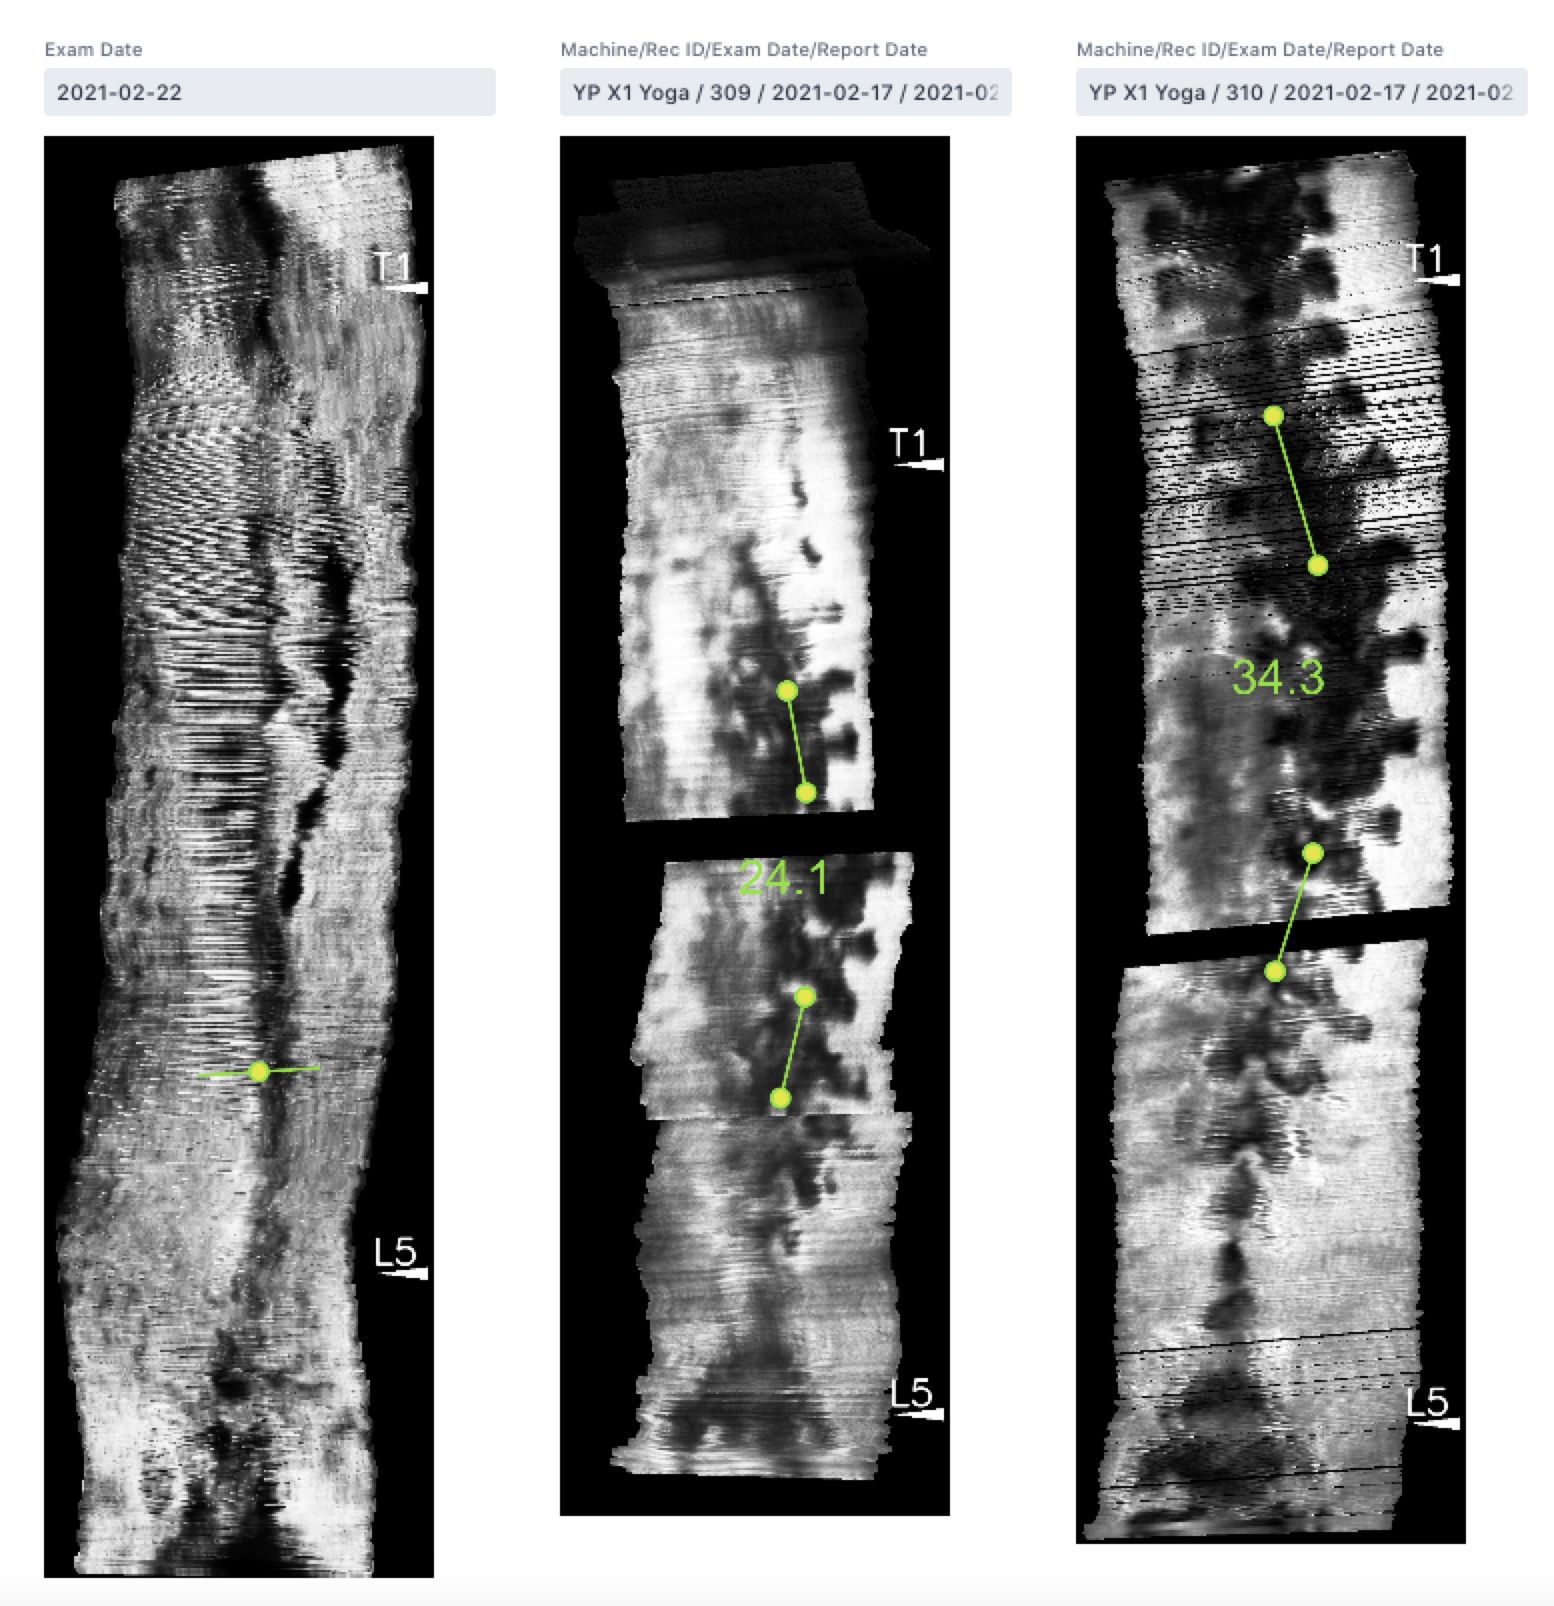 Exam Date
2021-02-22
T1
L5
Machine/Rec ID/Exam Date/Report Date
YP X1 Yoga / 309 / 2021-02-17 / 2021-02
T1
24.1
L5
Machine/Rec ID/Exam Date/Report Date
YP X1 Yoga / 310 / 2021-02-17 / 2021-02
T1
34.3
L5